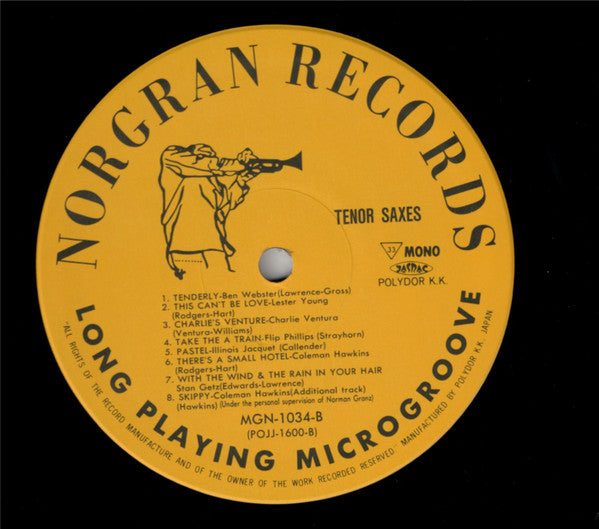 NORGRAN RECORDS
TENOR SAXES
33 MONO
JASRAC
POLYDOR K.K.
1. TENDERLY-Ben Webster(Lawrence-Gross)
2. THIS CAN'T BE LOVE-Lester Young
(Rodgers-Hart)
3. CHARLIE'S VENTURE-Charlie Ventura
(Ventura-Williams)
4. TAKE THE A TRAIN-Flip Phillips (Strayhorn)
5. PASTEL-Illinois Jacquet (Callender)
6. THERE'S A SMALL HOTEL-Coleman Hawkins
(Rodgers-Hart)
7. WITH THE WIND & THE RAIN IN YOUR HAIR
Stan Getz(Edwards-Lawrence)
8. SKIPPY-Coleman Hawkins(Additional track)
(Hawkins) (Under the personal supervision of Norman Granz)
MGN-1034-B
(POJJ-1600-B)
LONG PLAYING MICROGROOVE
"ALL RIGHTS OF THE RECORD MANUFACTURE AND OF THE OWNER OF THE WORK RECORDED RESERVED" MANUFACTURED BY POLYDOR K.K. JAPAN